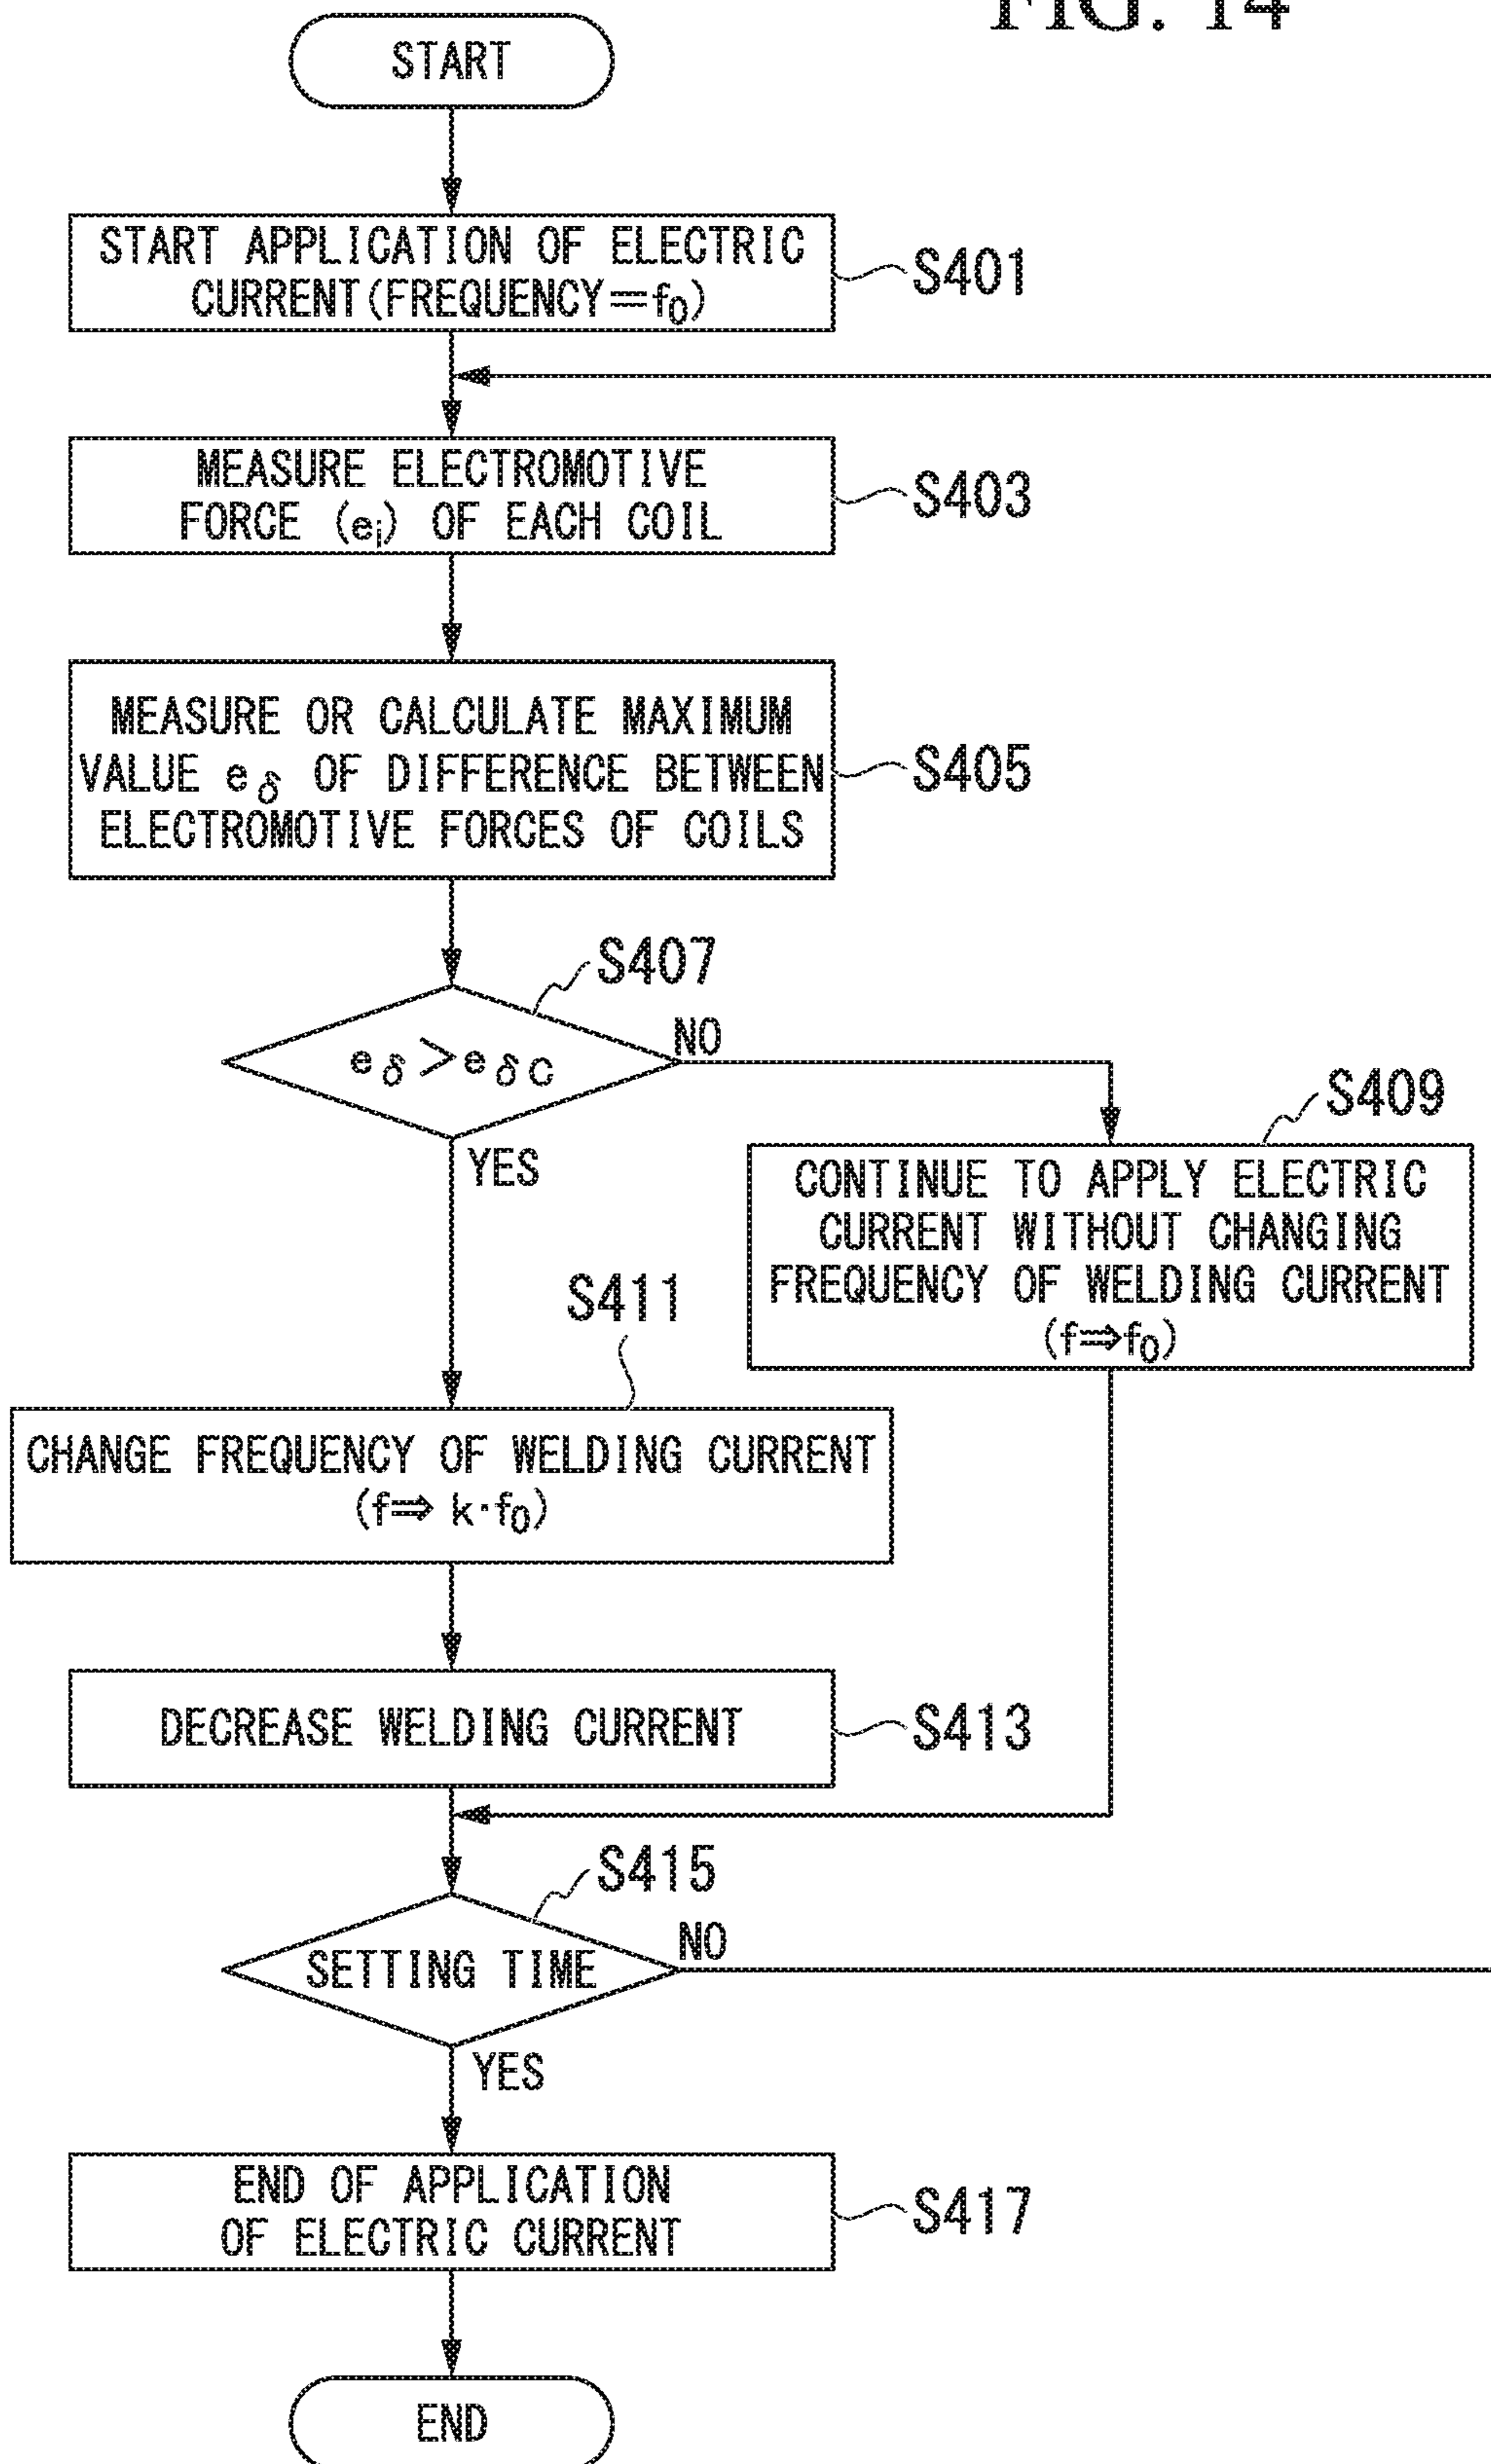 FIG. 14
START
START APPLICATION OF ELECTRIC
CURRENT(FREQUENCY=f₀)
S401
MEASURE ELECTROMOTIVE
FORCE (eᵢ) OF EACH COIL
S403
MEASURE OR CALCULATE MAXIMUM
VALUE e_δ OF DIFFERENCE BETWEEN
ELECTROMOTIVE FORCES OF COILS
S405
S407
e_δ>e_δC
NO
YES
S409
CONTINUE TO APPLY ELECTRIC
CURRENT WITHOUT CHANGING
FREQUENCY OF WELDING CURRENT
(f⇒f₀)
S411
CHANGE FREQUENCY OF WELDING CURRENT
(f⇒ k·f₀)
DECREASE WELDING CURRENT
S413
S415
SETTING TIME
NO
YES
END OF APPLICATION
OF ELECTRIC CURRENT
S417
END